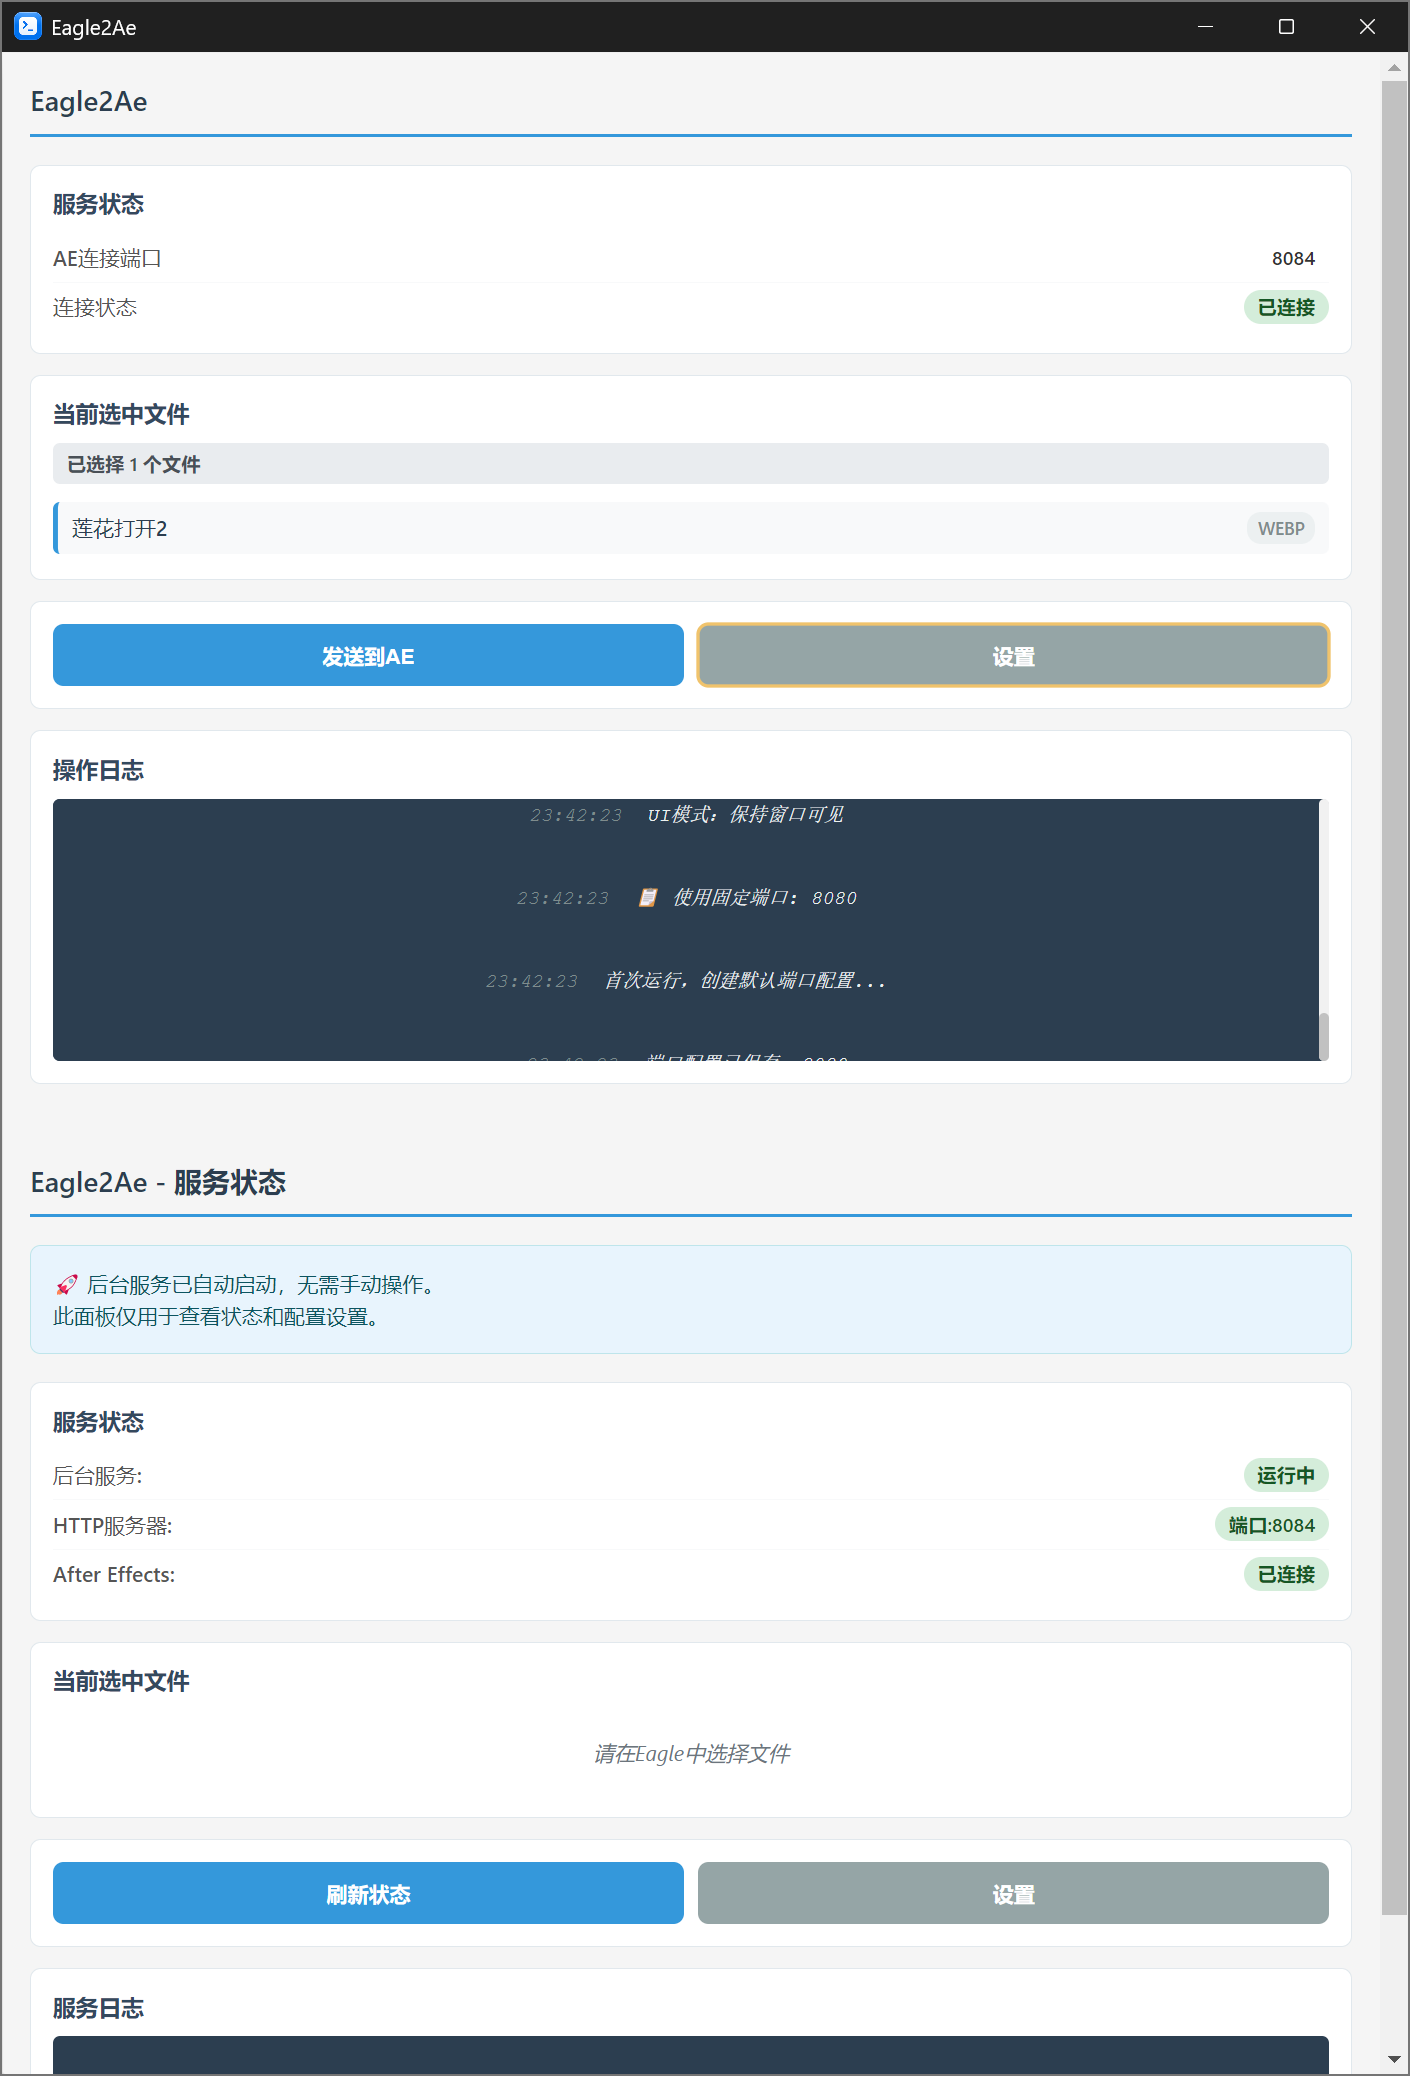 Eagle2Ae
Eagle2Ae
服务状态
AE连接端口 8084
连接状态 已连接
当前选中文件
已选择 1 个文件
莲花打开2 WEBP
发送到AE 设置
操作日志
23:42:23 UI模式：保持窗口可见
23:42:23 📋 使用固定端口: 8080
23:42:23 首次运行，创建默认端口配置...
Eagle2Ae - 服务状态
🚀 后台服务已自动启动，无需手动操作。
此面板仅用于查看状态和配置设置。
服务状态
后台服务: 运行中
HTTP服务器: 端口:8084
After Effects: 已连接
当前选中文件
请在Eagle中选择文件
刷新状态 设置
服务日志